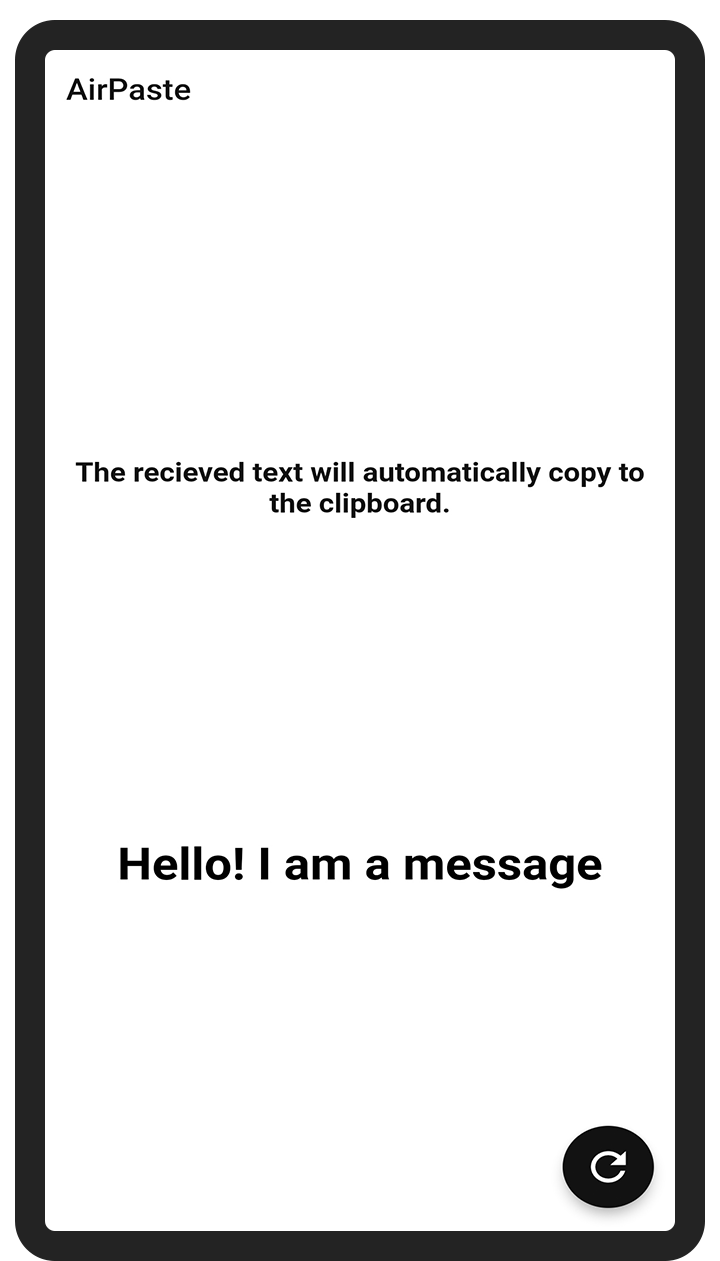 AirPaste
The recieved text will automatically copy to
the clipboard.
Hello! I am a message